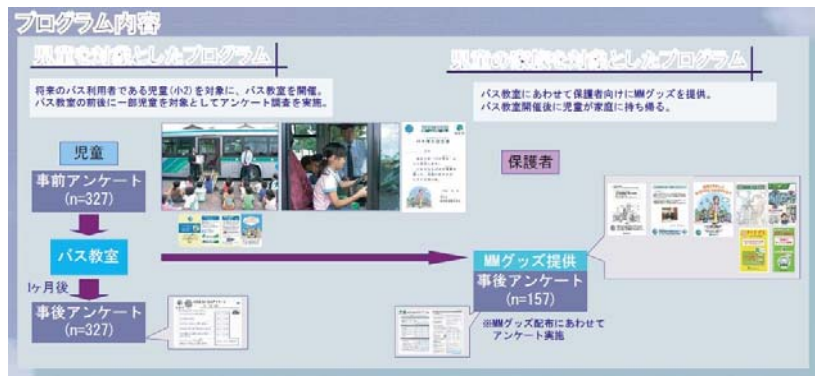 プログラム内容
児童を対象としたプログラム
将来のバス利用者である児童(小2)を対象に、バス教室を開催。
バス教室の前後に一部児童を対象としてアンケート調査を実施。
児童
事前アンケート
(n=327)
バス教室
1ヶ月後
事後アンケート
(n=327)
児童の家族を対象としたプログラム
バス教室にあわせて保護者向けにMMグッズを提供。
バス教室開催後に児童が家庭に持ち帰る。
保護者
MMグッズ提供
事後アンケート
(n=157)
※MMグッズ配布にあわせて
アンケート実施